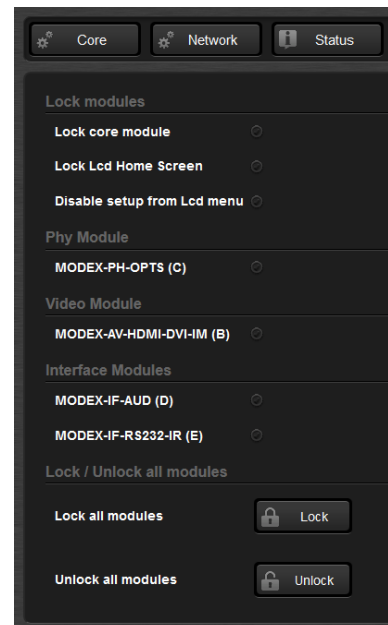 Core Network Status
Lock modules
Lock core module
Lock Lcd Home Screen
Disable setup from Lcd menu
Phy Module
MODEX-PH-OPTS (C)
Video Module
MODEX-AV-HDMI-DVI-IM (B)
Interface Modules
MODEX-IF-AUD (D)
MODEX-IF-RS232-IR (E)
Lock / Unlock all modules
Lock all modules Lock
Unlock all modules Unlock